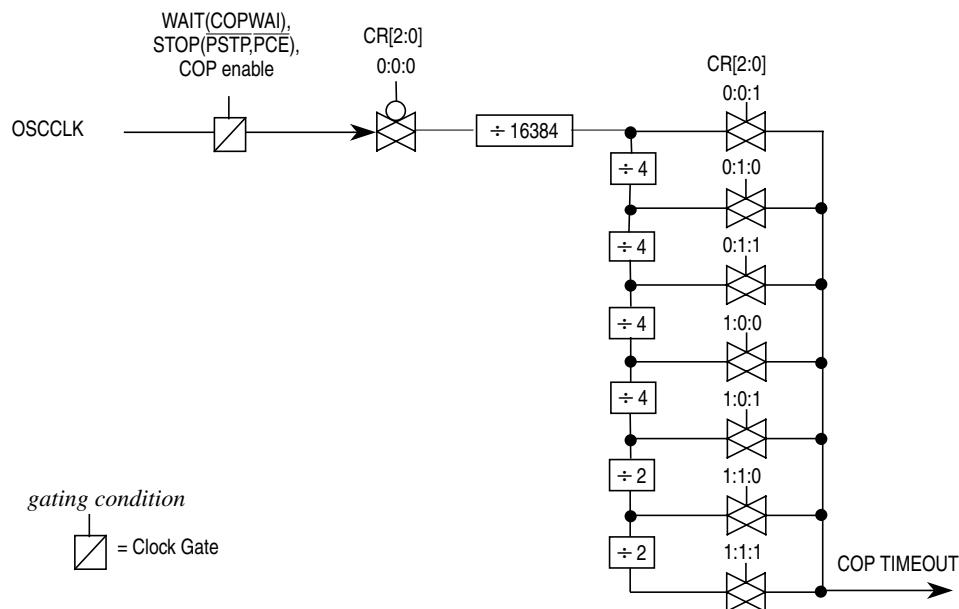 WAIT(COPWAI),
STOP(PSTP,PCE),
COP enable
CR[2:0]
0:0:0
OSCCLK
÷ 16384
CR[2:0]
0:0:1
÷ 4
0:1:0
÷ 4
0:1:1
÷ 4
1:0:0
÷ 4
1:0:1
÷ 2
1:1:0
÷ 2
1:1:1
gating condition
= Clock Gate
COP TIMEOUT